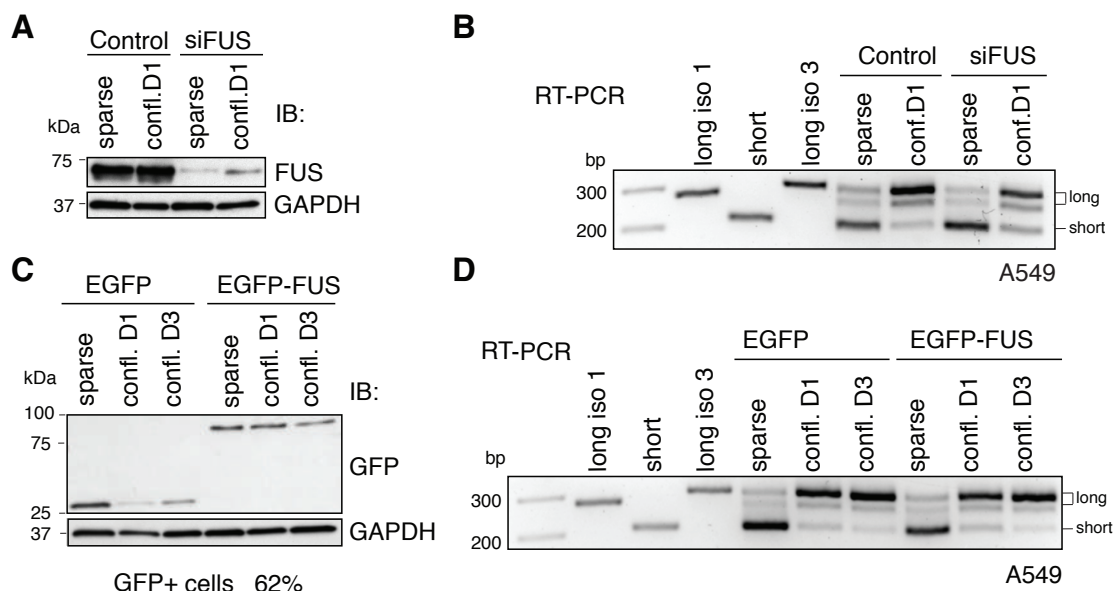 A
Control siFUS
sparse
confl.D1
sparse
confl.D1
IB:
kDa
75
FUS
37
GAPDH
B
RT-PCR
long iso 1
short
long iso 3
Control
siFUS
sparse
conf.D1
sparse
conf.D1
bp
300
200
long
short
A549
C
EGFP
EGFP-FUS
sparse
confl. D1
confl. D3
sparse
confl. D1
confl. D3
kDa
IB:
100
75
GFP
25
37
GAPDH
GFP+ cells 62%
D
RT-PCR
long iso 1
short
long iso 3
EGFP
EGFP-FUS
sparse
confl. D1
confl. D3
sparse
confl. D1
confl. D3
bp
300
200
long
short
A549